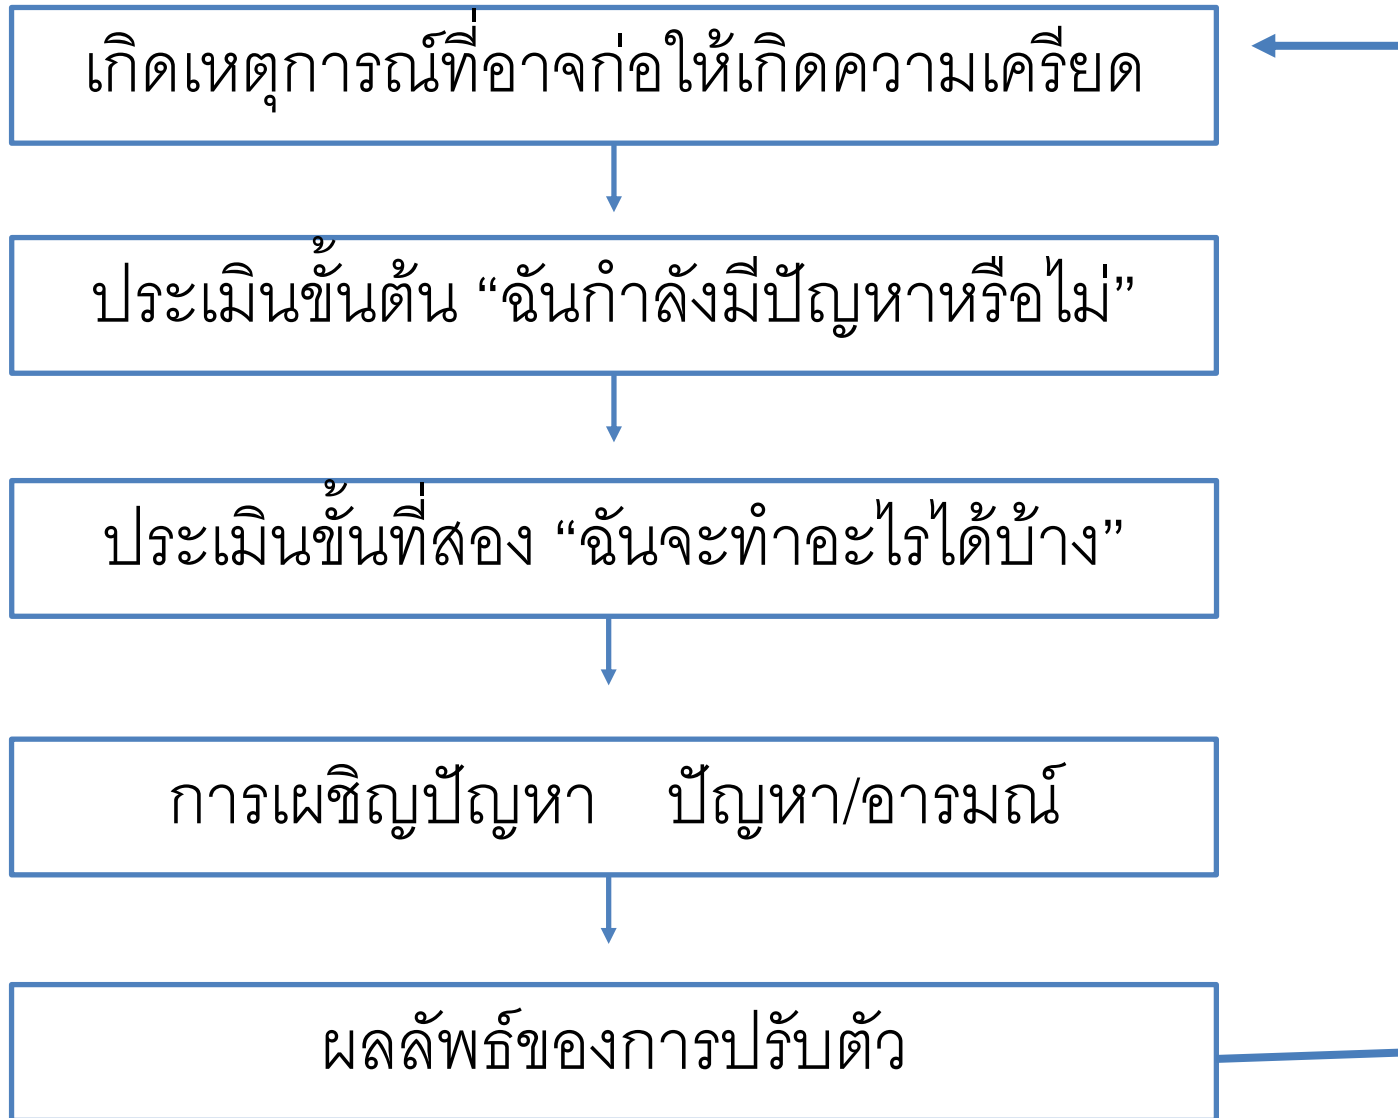 เกิดเหตุการณ์ที่อาจก่อให้เกิดความเครียด
ประเมินขั้นต้น “ฉันกำลังมีปัญหาหรือไม่”
ประเมินขั้นที่สอง “ฉันจะทำอะไรได้บ้าง”
การเผชิญปัญหา ปัญหา/อารมณ์
ผลลัพธ์ของการปรับตัว